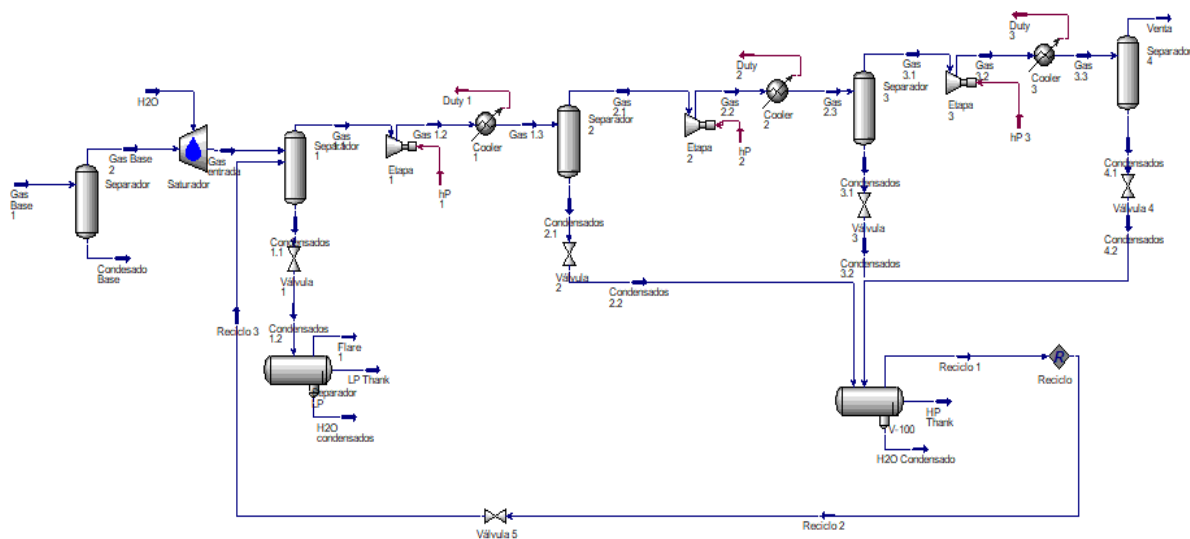 Duty
3
Venta
Gas
3.1
Gas
3.2
Cooler
3
Gas
3.3
Separador
4
Etapa
3
hP 3
Duty
2
Gas
2.1
Gas
2.2
Cooler
2
Gas
2.3
Separador
3
Etapa
2
hP
2
H2O
Duty 1
Gas Base
2
Separador
Saturador
Gas
entrada
Gas
Separador
1
Gas 1.2
Cooler
1
Gas 1.3
Separador
2
Etapa
1
hP
1
Gas
Base
1
Condesado
Base
Condensados
1.1
Válvula
1
Condensados
2.1
Válvula
2
Condensados
2.2
Condensados
3.1
Válvula
3
Condensados
3.2
Condensados
4.1
Válvula 4
Condensados
4.2
Reciclo 3
Condensados
1.2
Flare
1
LP Thank
Separador
LP
H2O
condensados
Reciclo 1
R
Reciclo
HP
Thank
V-100
H2O Condensado
Válvula 5
Reciclo 2